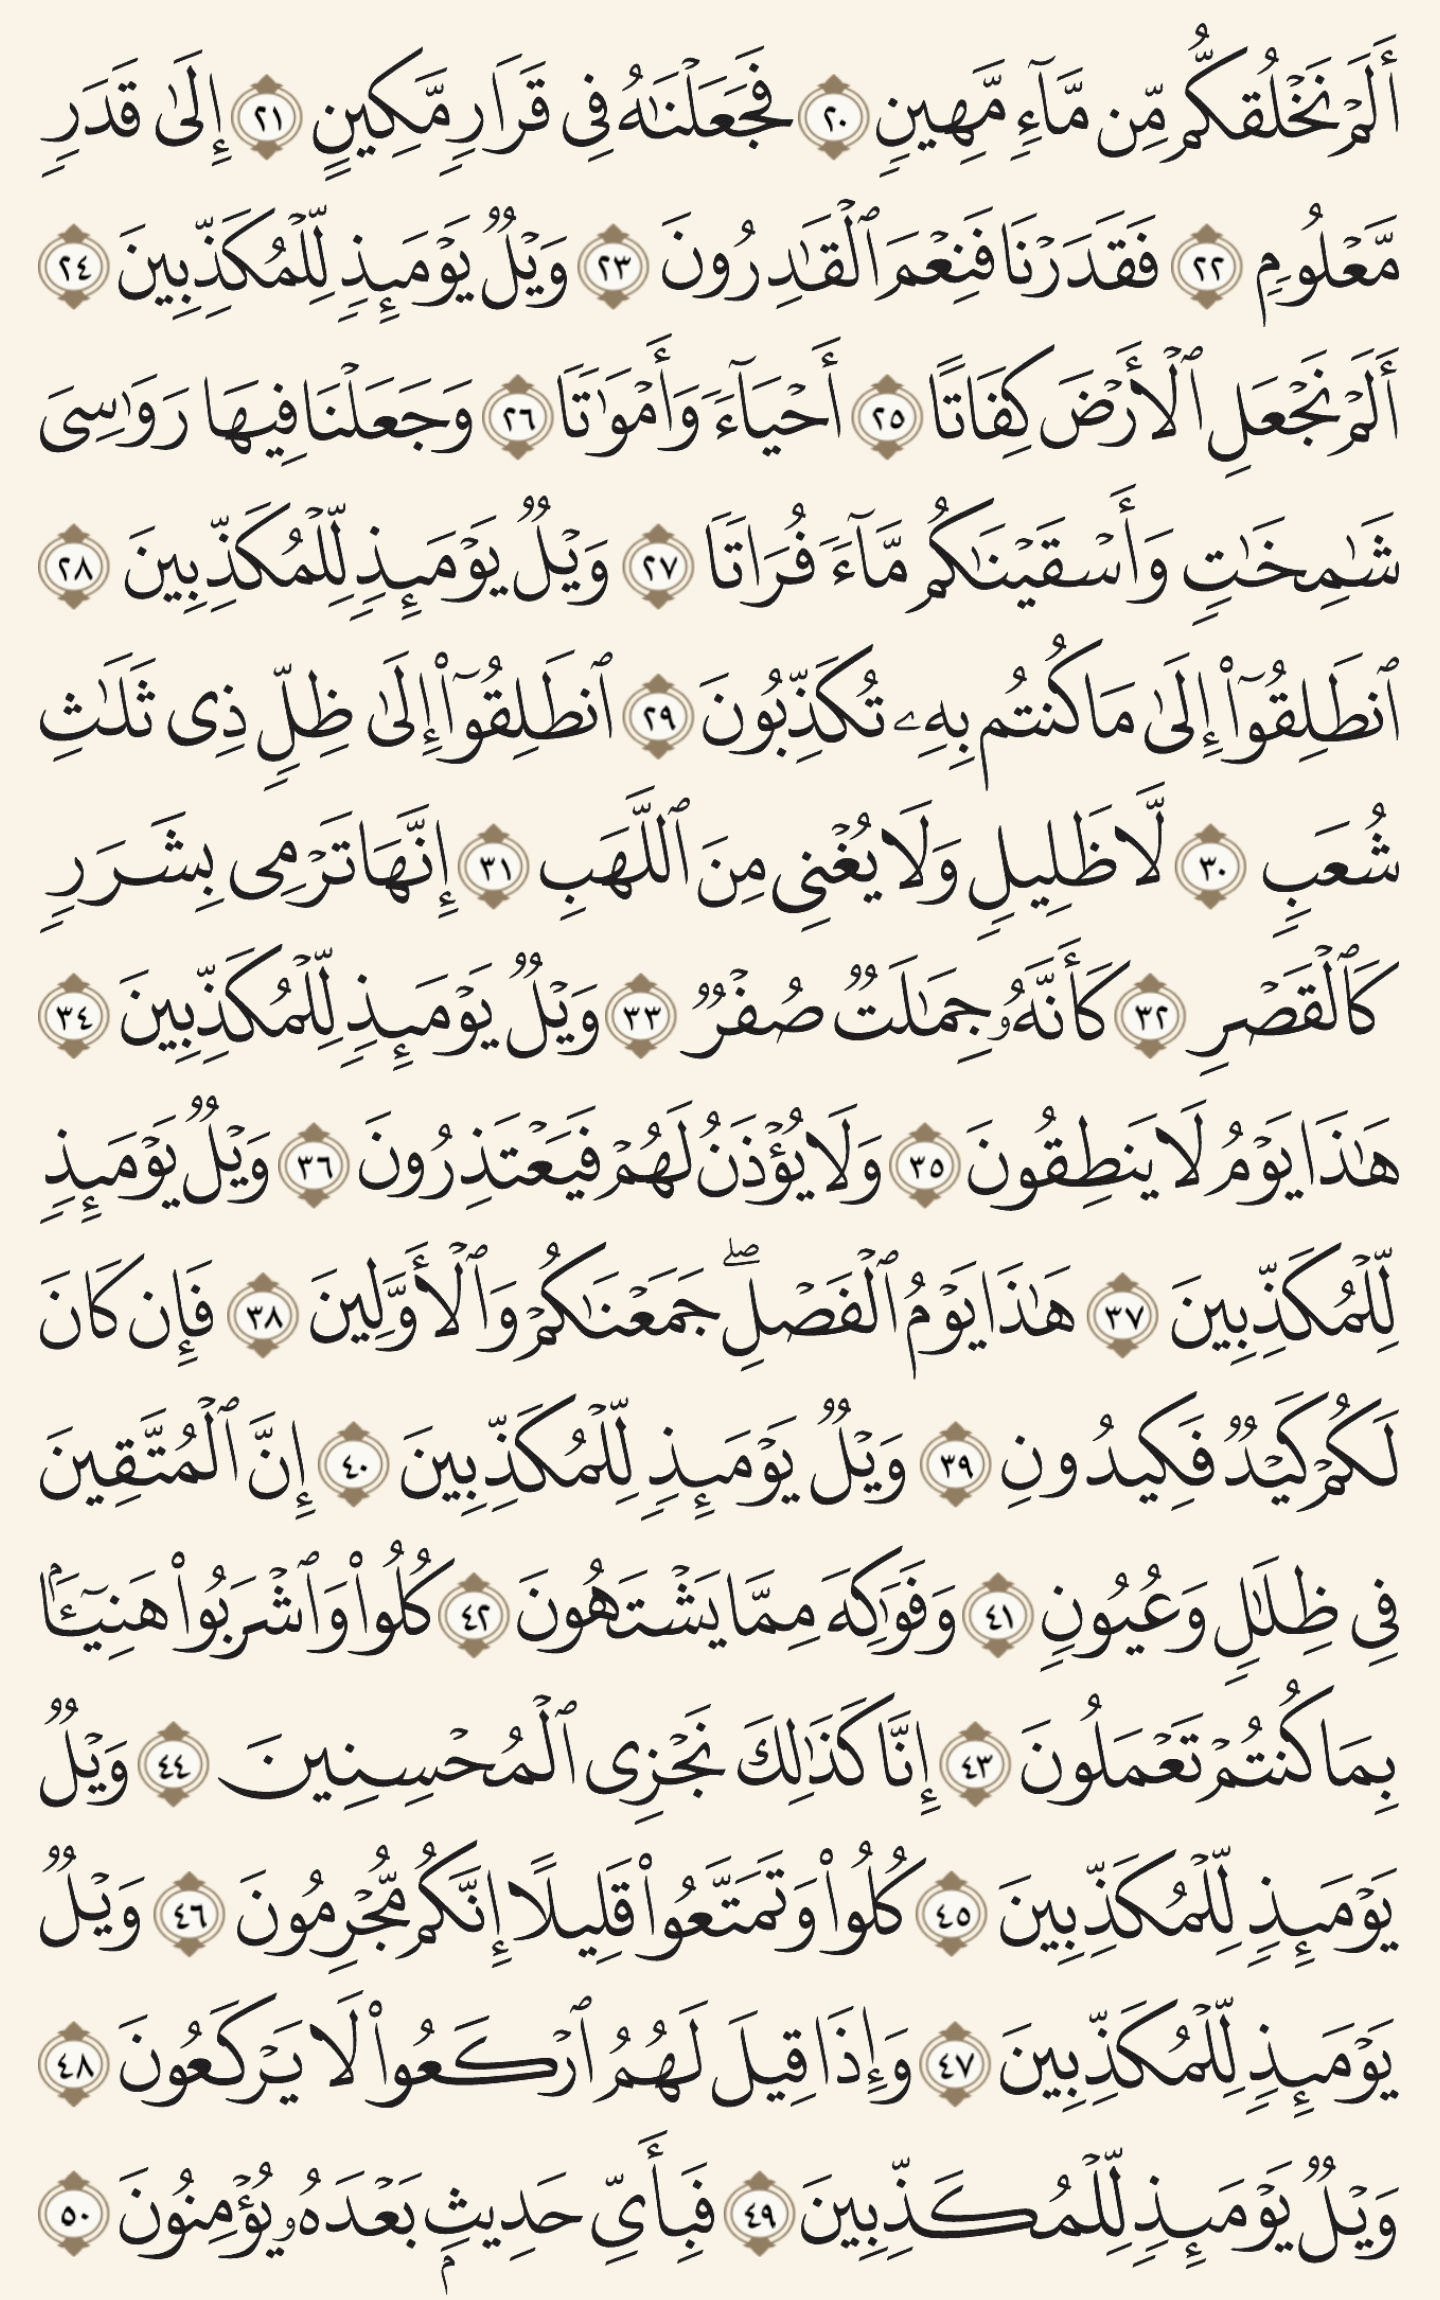 أَلَمۡ نَخۡلُقكُّم مِّن مَّآءٖ مَّهِينٖ ٢٠ فَجَعَلۡنَٰهُ فِي قَرَارٖ مَّكِينٍ ٢١ إِلَىٰ قَدَرٖ
مَّعۡلُومٖ ٢٢ فَقَدَرۡنَا فَنِعۡمَ ٱلۡقَٰدِرُونَ ٢٣ وَيۡلٞ يَوۡمَئِذٖ لِّلۡمُكَذِّبِينَ ٢٤
أَلَمۡ نَجۡعَلِ ٱلۡأَرۡضَ كِفَاتًا ٢٥ أَحۡيَآءٗ وَأَمۡوَٰتٗا ٢٦ وَجَعَلۡنَا فِيهَا رَوَٰسِيَ
شَٰمِخَٰتٖ وَأَسۡقَيۡنَٰكُم مَّآءٗ فُرَاتٗا ٢٧ وَيۡلٞ يَوۡمَئِذٖ لِّلۡمُكَذِّبِينَ ٢٨
ٱنطَلِقُوٓاْ إِلَىٰ مَا كُنتُم بِهِۦ تُكَذِّبُونَ ٢٩ ٱنطَلِقُوٓاْ إِلَىٰ ظِلّٖ ذِي ثَلَٰثِ
شُعَبٖ ٣٠ لَّا ظَلِيلٖ وَلَا يُغۡنِي مِنَ ٱللَّهَبِ ٣١ إِنَّهَا تَرۡمِي بِشَرَرٖ
كَٱلۡقَصۡرِ ٣٢ كَأَنَّهُۥ جِمَٰلَتٞ صُفۡرٞ ٣٣ وَيۡلٞ يَوۡمَئِذٖ لِّلۡمُكَذِّبِينَ ٣٤
هَٰذَا يَوۡمُ لَا يَنطِقُونَ ٣٥ وَلَا يُؤۡذَنُ لَهُمۡ فَيَعۡتَذِرُونَ ٣٦ وَيۡلٞ يَوۡمَئِذٖ
لِّلۡمُكَذِّبِينَ ٣٧ هَٰذَا يَوۡمُ ٱلۡفَصۡلِۖ جَمَعۡنَٰكُمۡ وَٱلۡأَوَّلِينَ ٣٨ فَإِن كَانَ
لَكُمۡ كَيۡدٞ فَكِيدُونِ ٣٩ وَيۡلٞ يَوۡمَئِذٖ لِّلۡمُكَذِّبِينَ ٤٠ إِنَّ ٱلۡمُتَّقِينَ
فِي ظِلَٰلٖ وَعُيُونٖ ٤١ وَفَوَٰكِهَ مِمَّا يَشۡتَهُونَ ٤٢ كُلُواْ وَٱشۡرَبُواْ هَنِيٓـَٔۢا
بِمَا كُنتُمۡ تَعۡمَلُونَ ٤٣ إِنَّا كَذَٰلِكَ نَجۡزِي ٱلۡمُحۡسِنِينَ ٤٤ وَيۡلٞ
يَوۡمَئِذٖ لِّلۡمُكَذِّبِينَ ٤٥ كُلُواْ وَتَمَتَّعُواْ قَلِيلًا إِنَّكُم مُّجۡرِمُونَ ٤٦ وَيۡلٞ
يَوۡمَئِذٖ لِّلۡمُكَذِّبِينَ ٤٧ وَإِذَا قِيلَ لَهُمُ ٱرۡكَعُواْ لَا يَرۡكَعُونَ ٤٨
وَيۡلٞ يَوۡمَئِذٖ لِّلۡمُكَذِّبِينَ ٤٩ فَبِأَيِّ حَدِيثِۭ بَعۡدَهُۥ يُؤۡمِنُونَ ٥٠